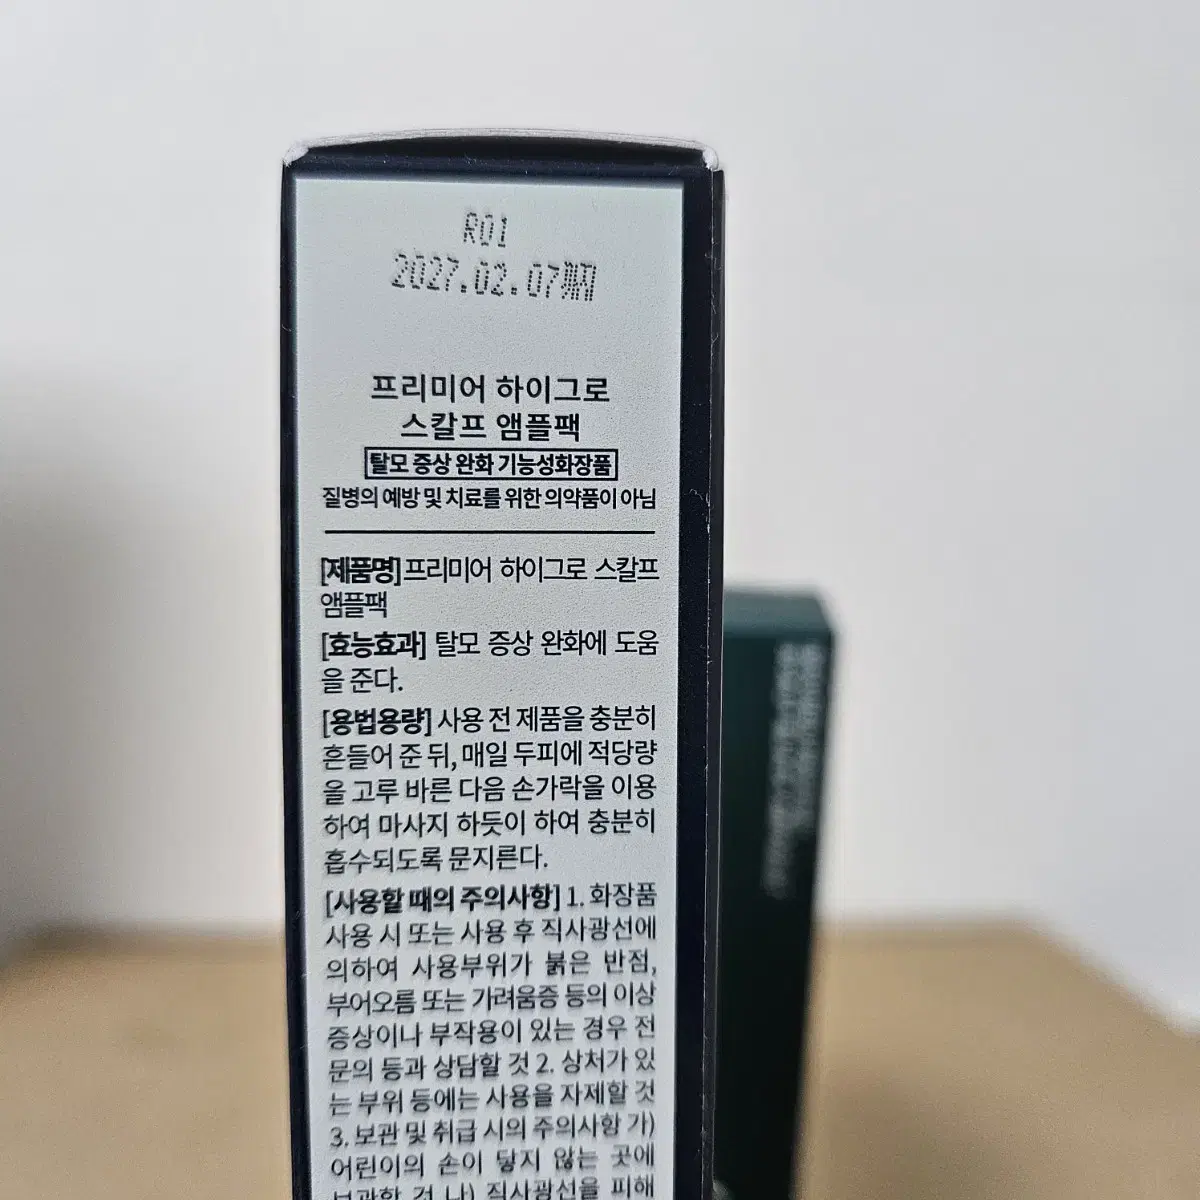 R01
2027.02.07까지
프리미어 하이그로
스칼프 앰플팩
탈모 증상 완화 기능성화장품
질병의 예방 및 치료를 위한 의약품이 아님
[제품명] 프리미어 하이그로 스칼프
앰플팩
[효능효과] 탈모 증상 완화에 도움
을 준다.
[용법용량] 사용 전 제품을 충분히
흔들어 준 뒤, 매일 두피에 적당량
을 고루 바른 다음 손가락을 이용
하여 마사지 하듯이 하여 충분히
흡수되도록 문지른다.
[사용할 때의 주의사항] 1. 화장품
사용 시 또는 사용 후 직사광선에
의하여 사용부위가 붉은 반점,
부어오름 또는 가려움증 등의 이상
증상이나 부작용이 있는 경우 전
문의 등과 상담할 것 2. 상처가 있
는 부위 등에는 사용을 자제할 것
3. 보관 및 취급 시의 주의사항 가)
어린이의 손이 닿지 않는 곳에
보관할 것 나) 직사광선을 피해